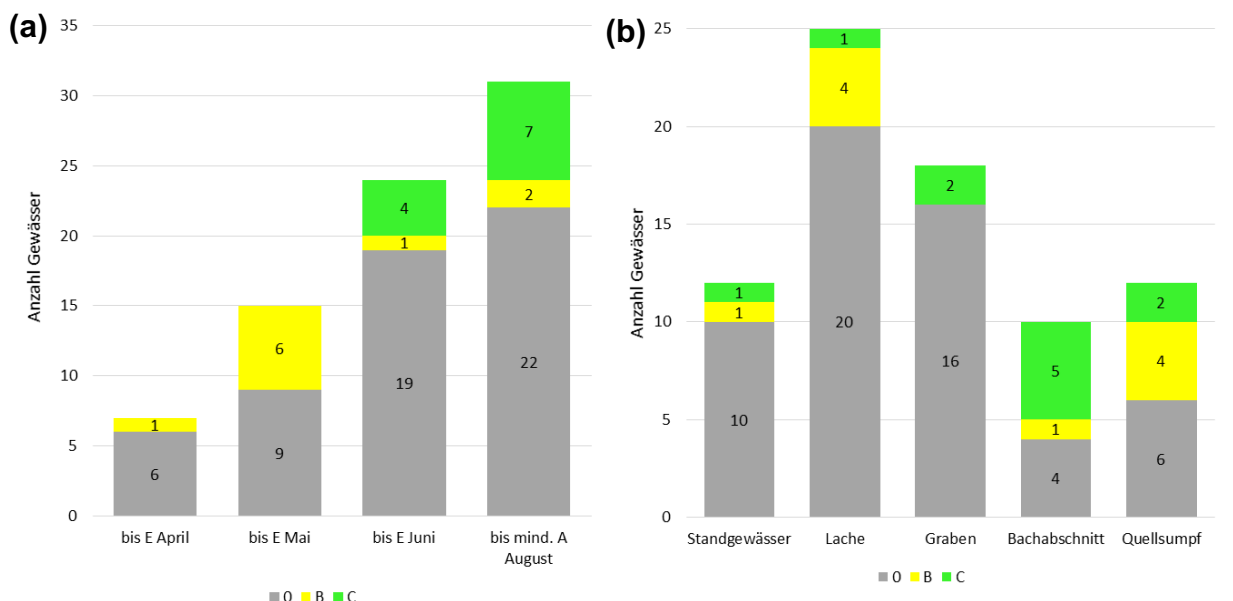 (a)
Anzahl Gewässer
35
30
25
20
15
10
5
0
1
6
6
9
4
1
19
7
2
22
bis E April
bis E Mai
bis E Juni
bis mind. A
August
0 B C
(b)
Anzahl Gewässer
25
20
15
10
5
0
1
1
10
1
4
20
2
16
5
1
4
2
4
6
Standgewässer
Lache
Graben
Bachabschnitt
Quellsumpf
0 B C